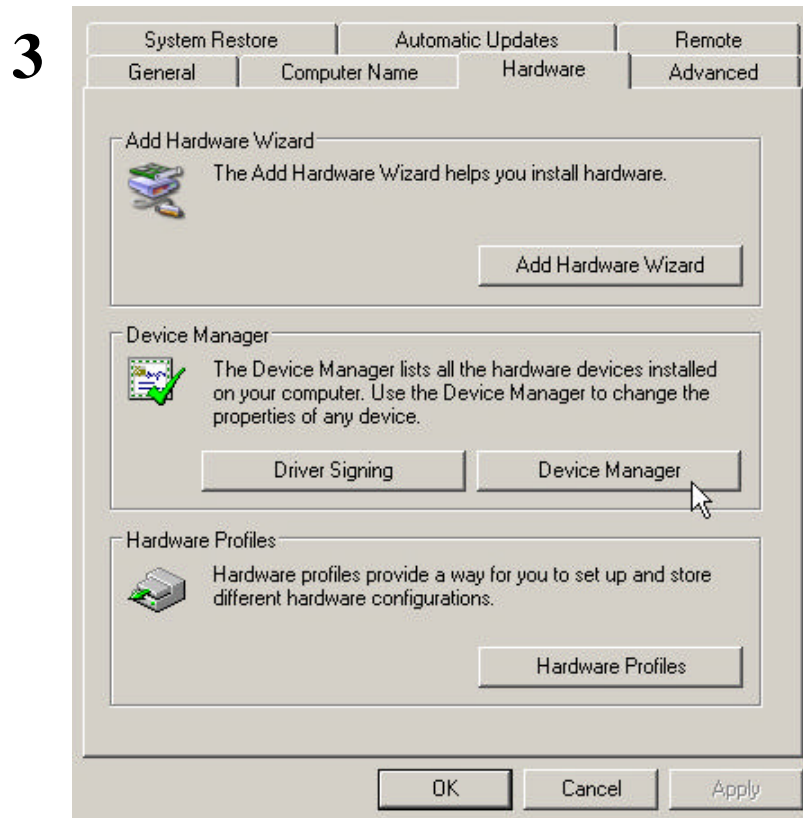 3
System Restore Automatic Updates Remote
General Computer Name Hardware Advanced
Add Hardware Wizard
The Add Hardware Wizard helps you install hardware.
Add Hardware Wizard
Device Manager
The Device Manager lists all the hardware devices installed
on your computer. Use the Device Manager to change the
properties of any device.
Driver Signing Device Manager
Hardware Profiles
Hardware profiles provide a way for you to set up and store
different hardware configurations.
Hardware Profiles
OK Cancel Apply